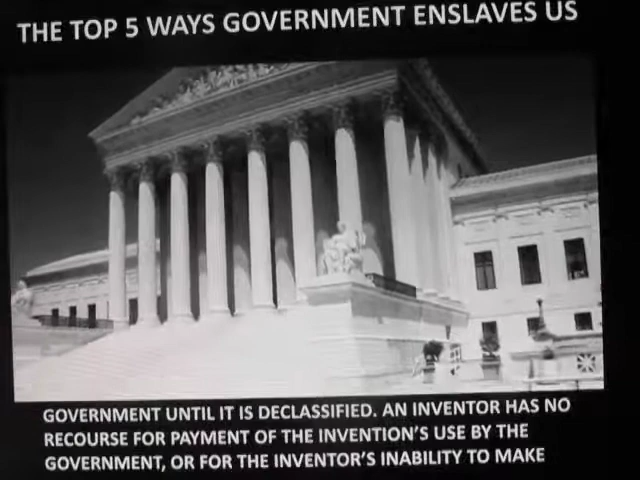 THE TOP 5 WAYS GOVERNMENT ENSLAVES US
GOVERNMENT UNTIL IT IS DECLASSIFIED. AN INVENTOR HAS NO
RECOURSE FOR PAYMENT OF THE INVENTION'S USE BY THE
GOVERNMENT, OR FOR THE INVENTOR'S INABILITY TO MAKE